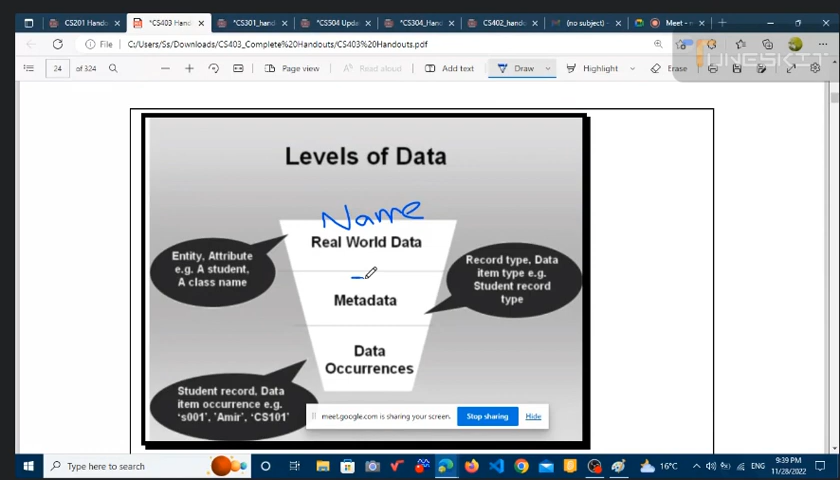 CS201 Handout
*CS403 Handt
*CS301_hand
*CS504 Upda
*CS304_Hand
CS402_hando
(no subject) -
Meet - m
File
C:/Users/Ss/Downloads/CS403_Complete%20Handouts/CS403%20Handouts.pdf
24
of 324
Page view
Read aloud
Add text
Draw
Highlight
Erase
Levels of Data
Name
Real World Data
Entity, Attribute
e.g. A student,
A class name
Record type, Data
item type e.g.
Student record
type
Metadata
Data
Occurrences
Student record, Data
item occurrence e.g.
's001', 'Amir', 'CS101'
meet.google.com is sharing your screen.
Stop sharing
Hide
Type here to search
16°C
ENG
9:39 PM
11/28/2022